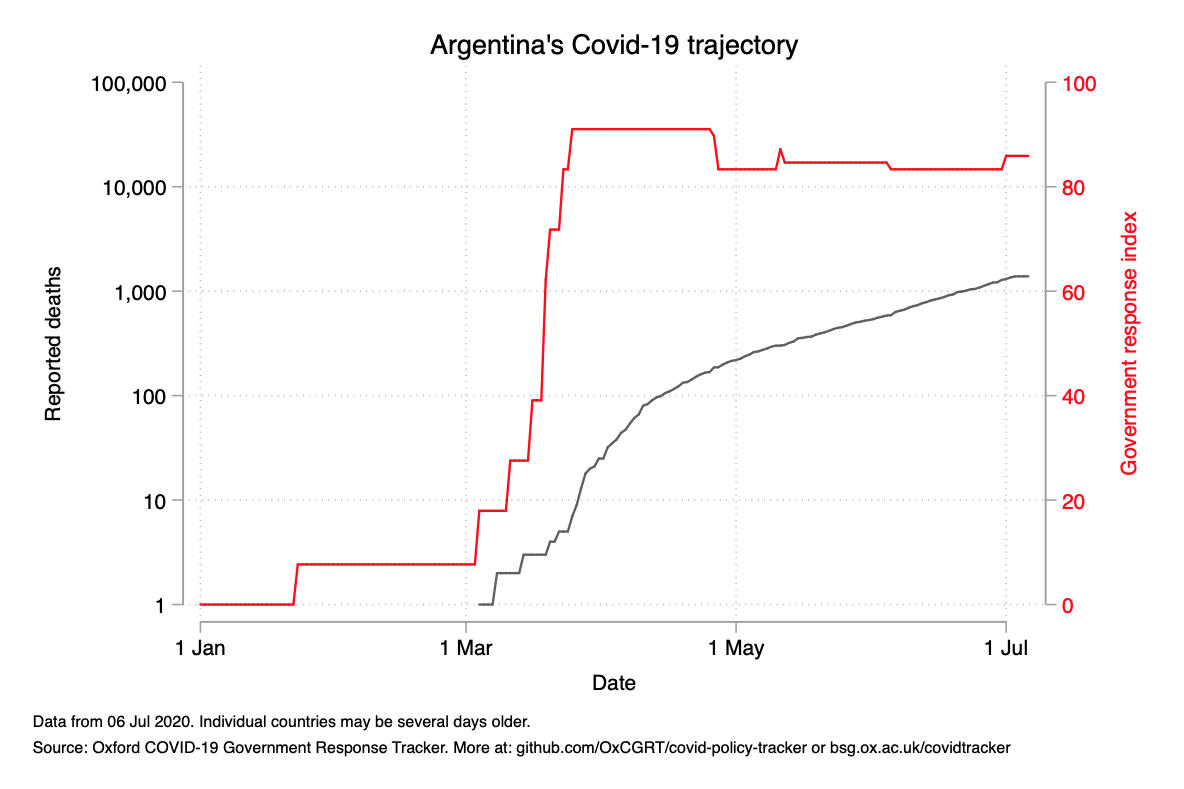 Argentina's Covid-19 trajectory
100,000
10,000
1,000
100
10
1
Reported deaths
100
80
60
40
20
0
Government response index
1 Jan 1 Mar 1 May 1 Jul
Date
Data from 06 Jul 2020. Individual countries may be several days older.
Source: Oxford COVID-19 Government Response Tracker. More at: github.com/OxCGRT/covid-policy-tracker or bsg.ox.ac.uk/covidtracker